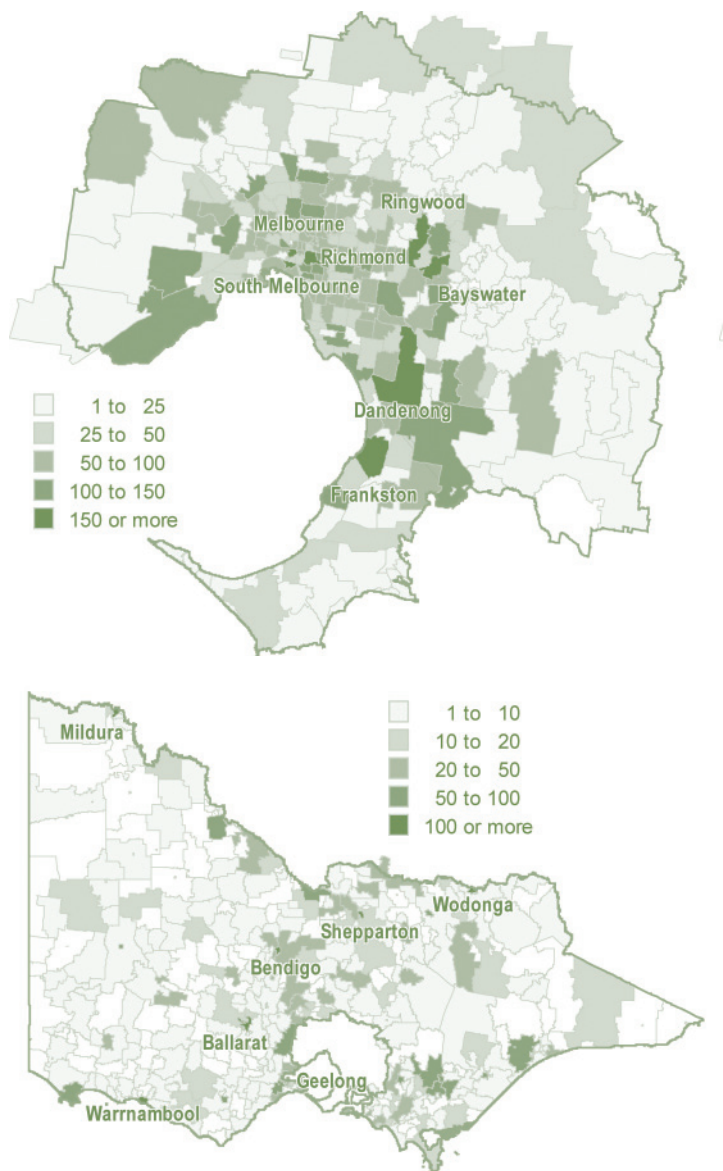 Ringwood
Melbourne
Richmond
South Melbourne
Bayswater
1 to 25
25 to 50
50 to 100
100 to 150
150 or more
Dandenong
Frankston
Mildura
1 to 10
10 to 20
20 to 50
50 to 100
100 or more
Wodonga
Shepparton
Bendigo
Ballarat
Geelong
Warrnambool